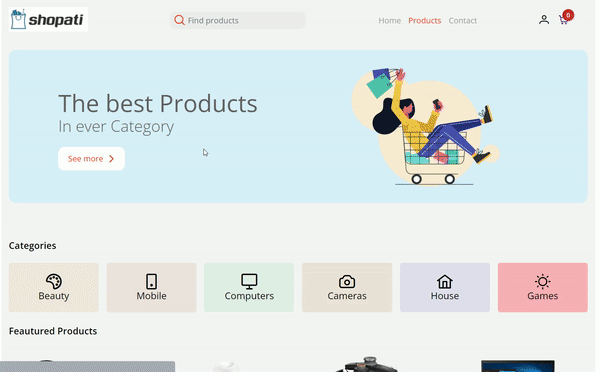 shopati
Find products
Home
Products
Contact
0
The best Products
In ever Category
See more
Categories
Beauty
Mobile
Computers
Cameras
House
Games
Feautured Products